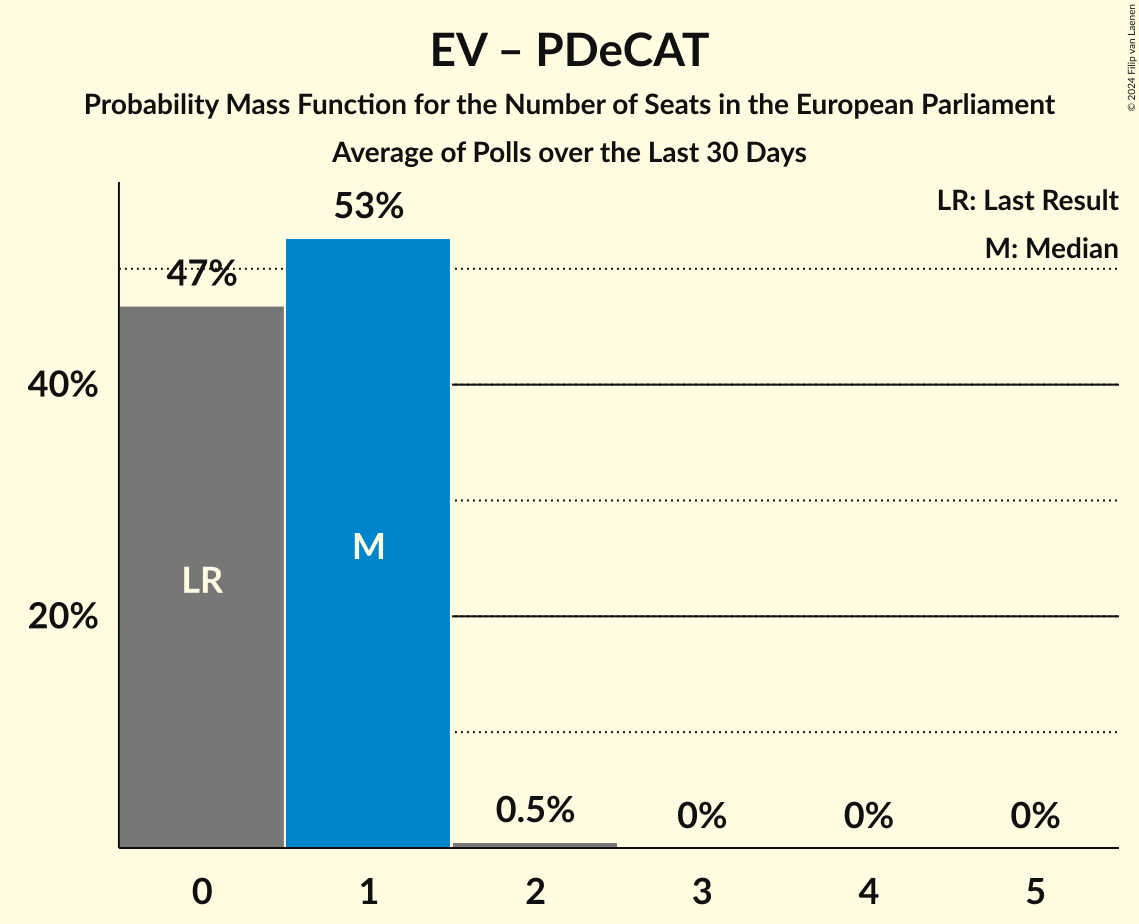 EV – PDeCAT
Probability Mass Function for the Number of Seats in the European Parliament
Average of Polls over the Last 30 Days
© 2024 Filip van Laenen
LR: Last Result
M: Median
53%
47%
40%
20%
LR
M
0.5%
0%
0%
0%
0
1
2
3
4
5